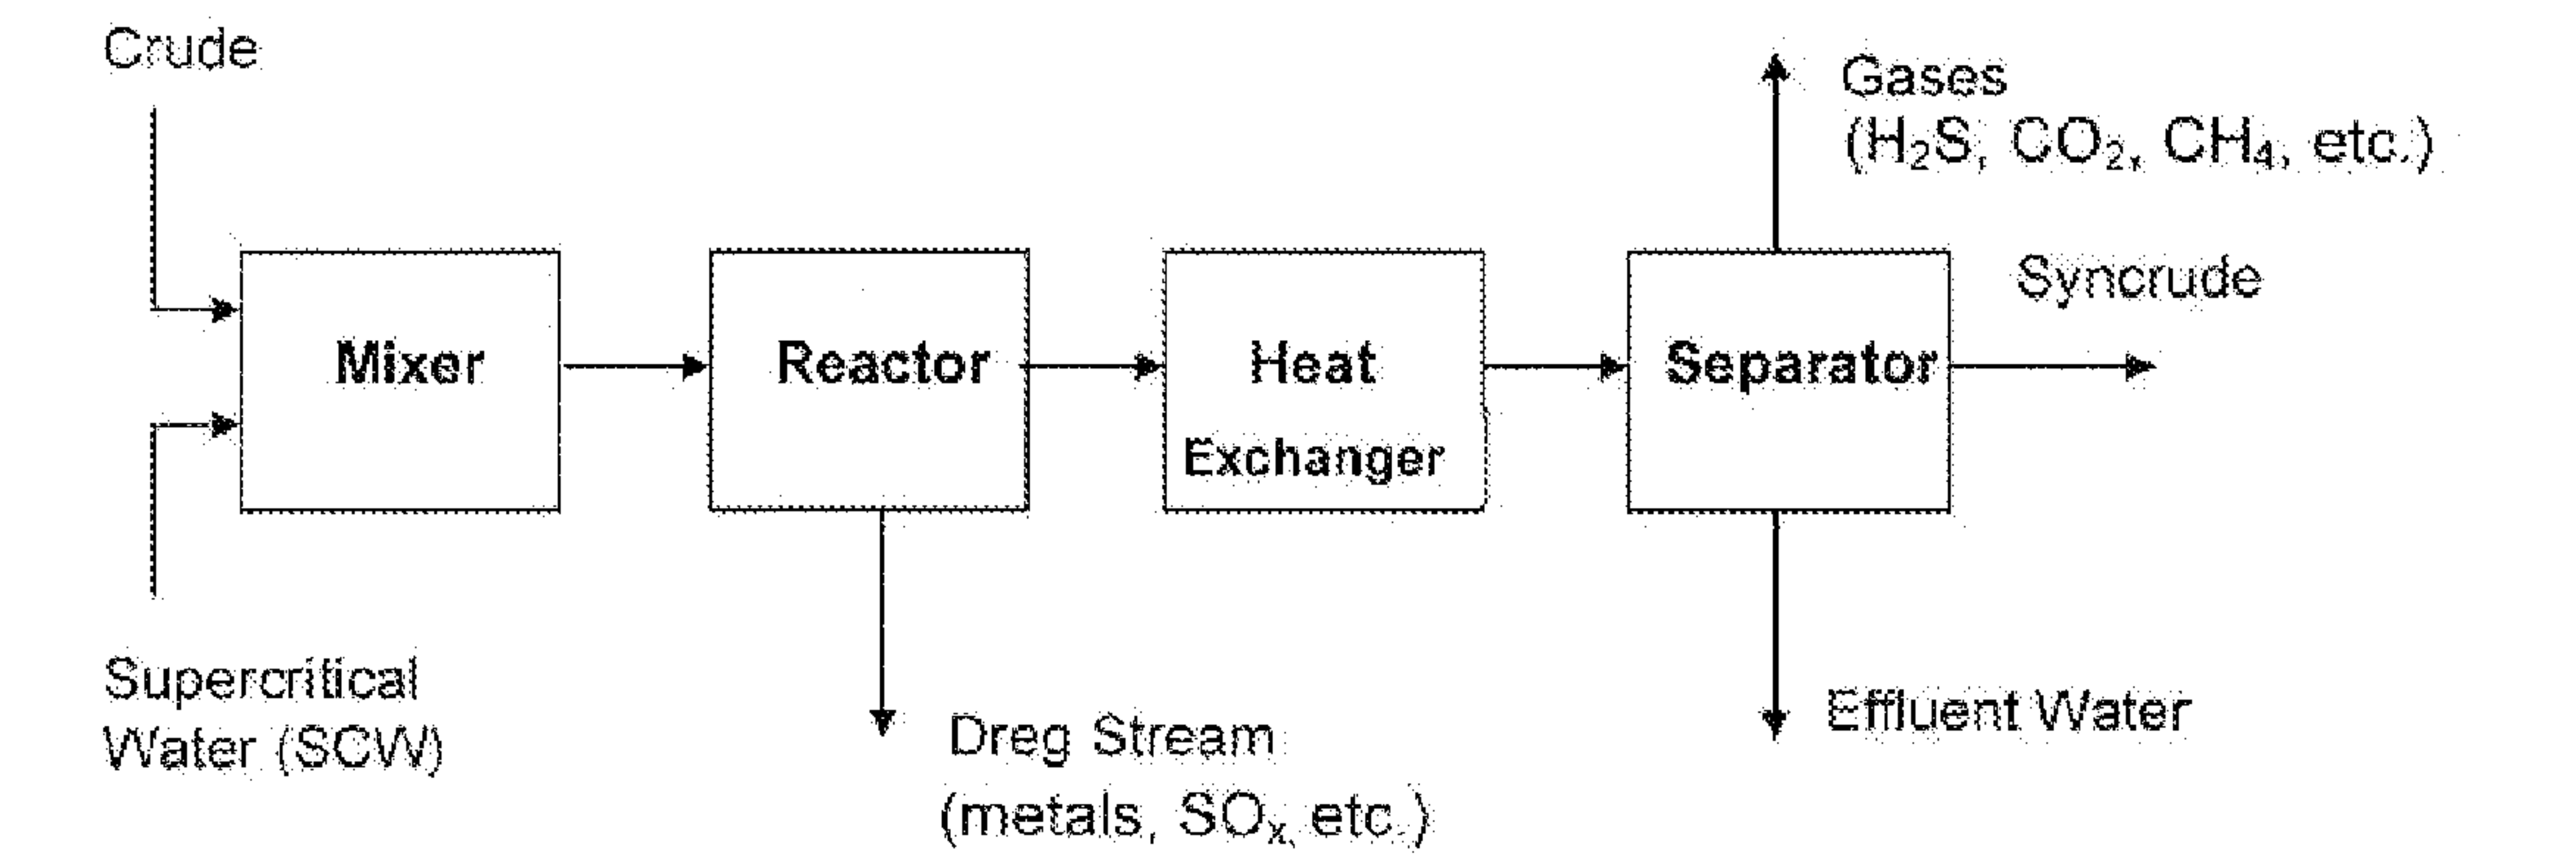 Crude
Gases
(H₂S, CO₂, CH₄, etc.)
Syncrude
Mixer
Reactor
Heat
Exchanger
Separator
Supercritical
Water (SCW)
Dreg Stream
(metals, SOₓ, etc.)
Effluent Water